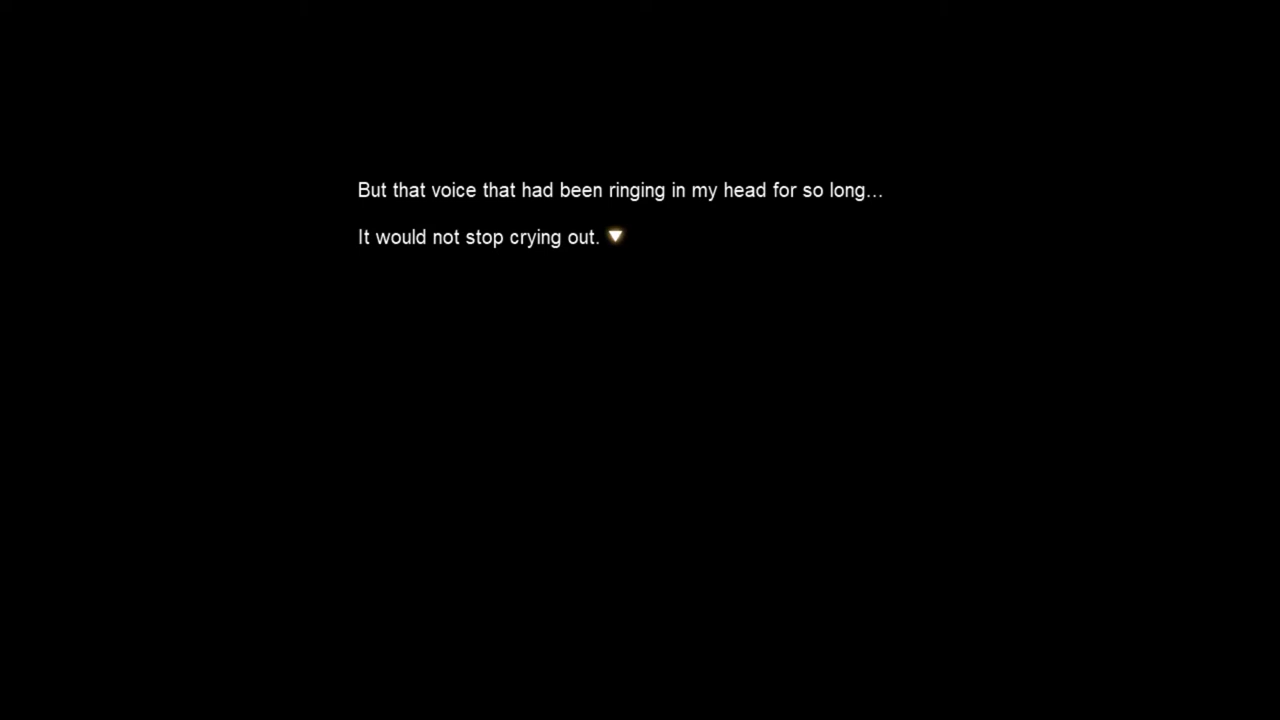 But that voice that had been ringing in my head for so long…
It would not stop crying out.